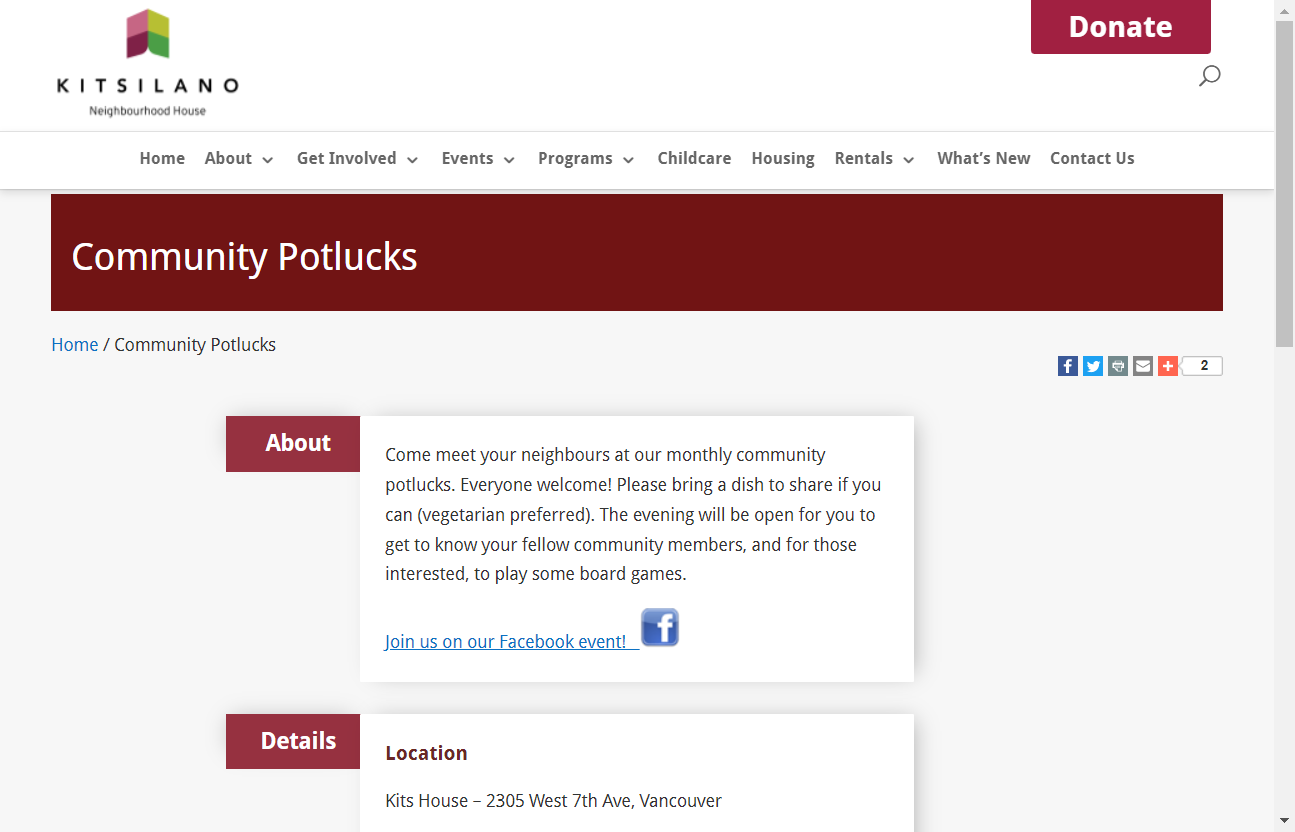 Donate
KITSILANO
Neighbourhood House
Home About Get Involved Events Programs Childcare Housing Rentals What's New Contact Us
Community Potlucks
Home / Community Potlucks
2
About
Come meet your neighbours at our monthly community
potlucks. Everyone welcome! Please bring a dish to share if you
can (vegetarian preferred). The evening will be open for you to
get to know your fellow community members, and for those
interested, to play some board games.
Join us on our Facebook event!
Details
Location
Kits House – 2305 West 7th Ave, Vancouver